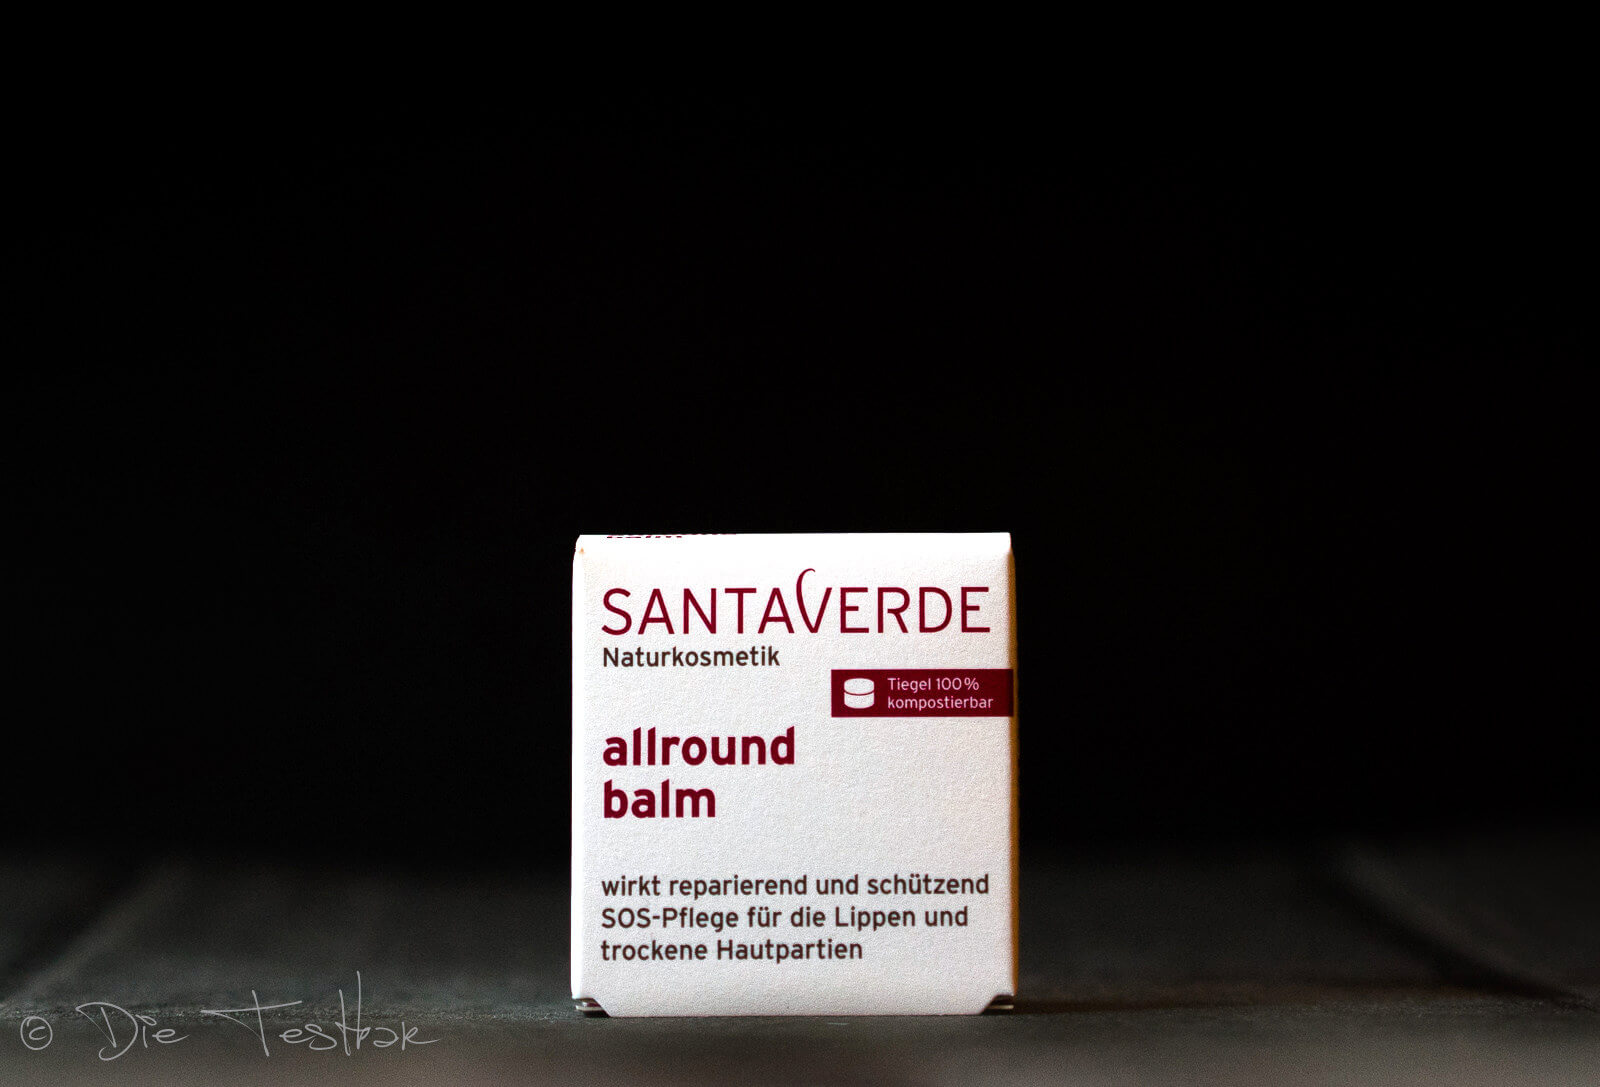 SANTAVERDE
Naturkosmetik
Tiegel 100%
kompostierbar
allround
balm
wirkt reparierend und schützend
SOS-Pflege für die Lippen und
trockene Hautpartien
© Die Testbar